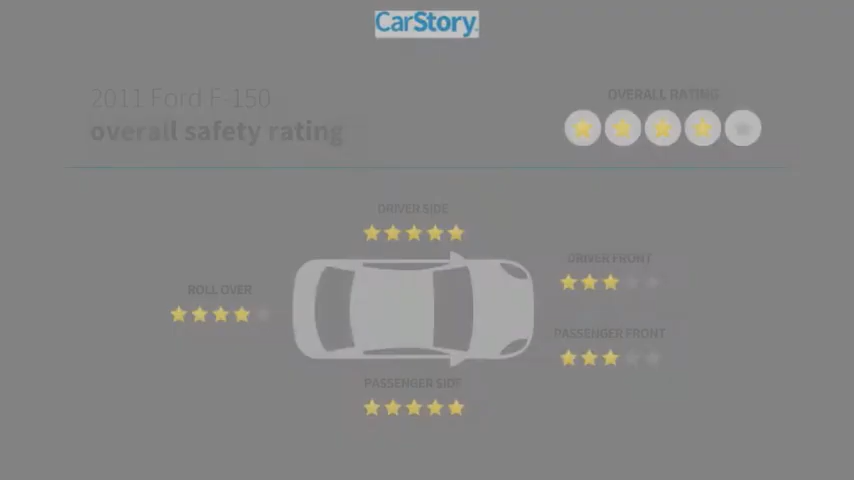 CarStory
2011 Ford F-150
overall safety rating
OVERALL RATING
DRIVER SIDE
DRIVER FRONT
ROLL OVER
PASSENGER FRONT
PASSENGER SIDE